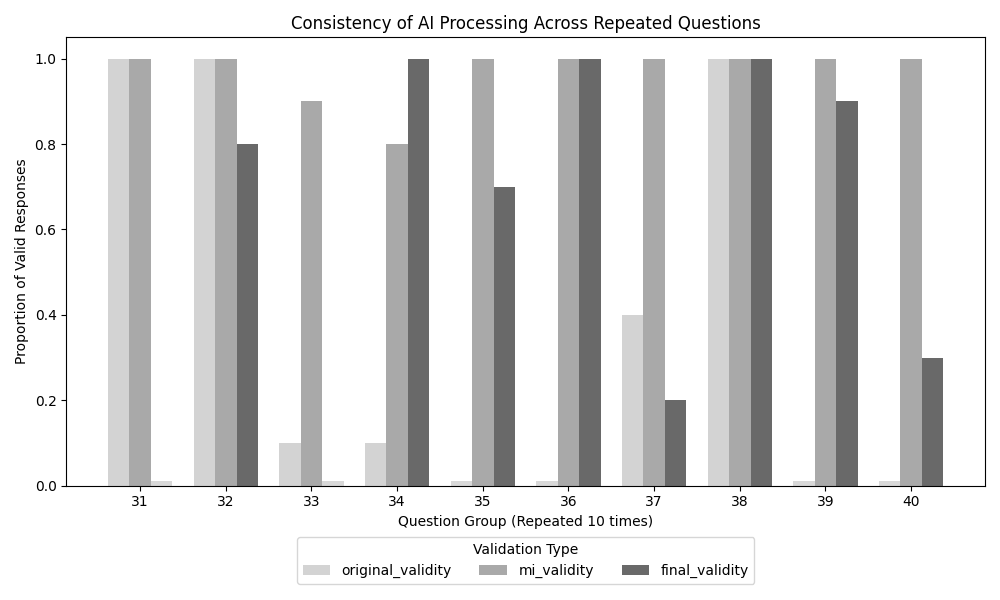 Consistency of AI Processing Across Repeated Questions
Proportion of Valid Responses
1.0
0.8
0.6
0.4
0.2
0.0
31 32 33 34 35 36 37 38 39 40
Question Group (Repeated 10 times)
Validation Type
original_validity mi_validity final_validity